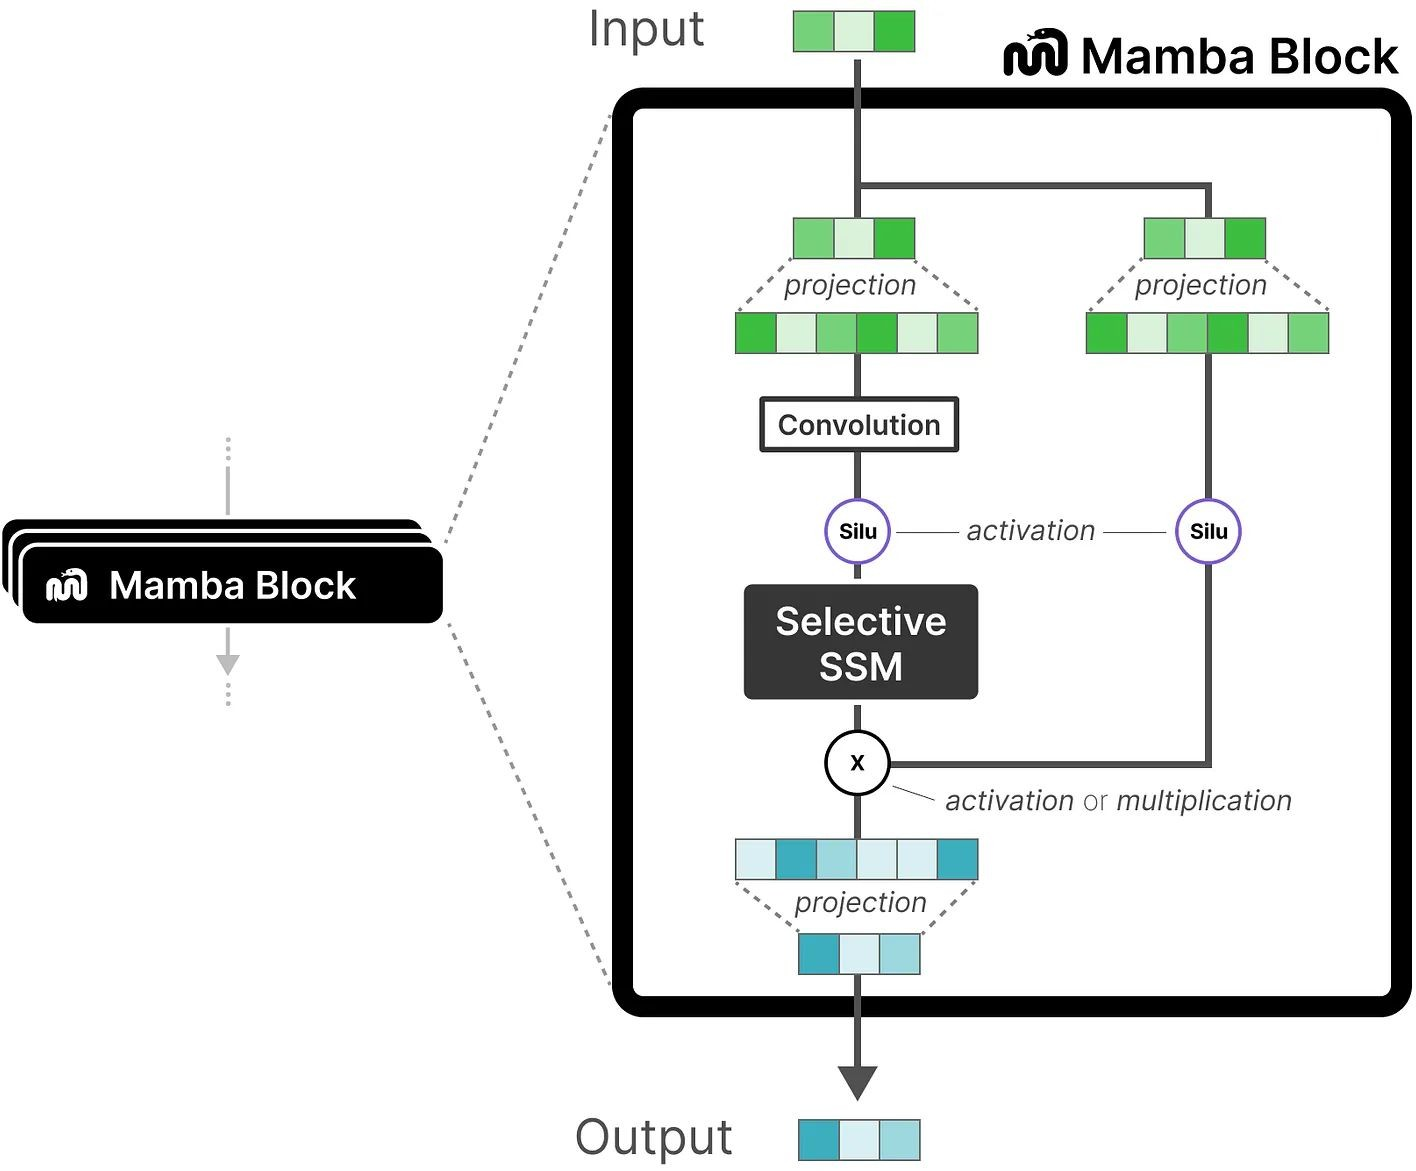 Input
Mamba Block
projection
projection
Convolution
Silu
activation
Silu
Mamba Block
Selective
SSM
X
activation or multiplication
projection
Output